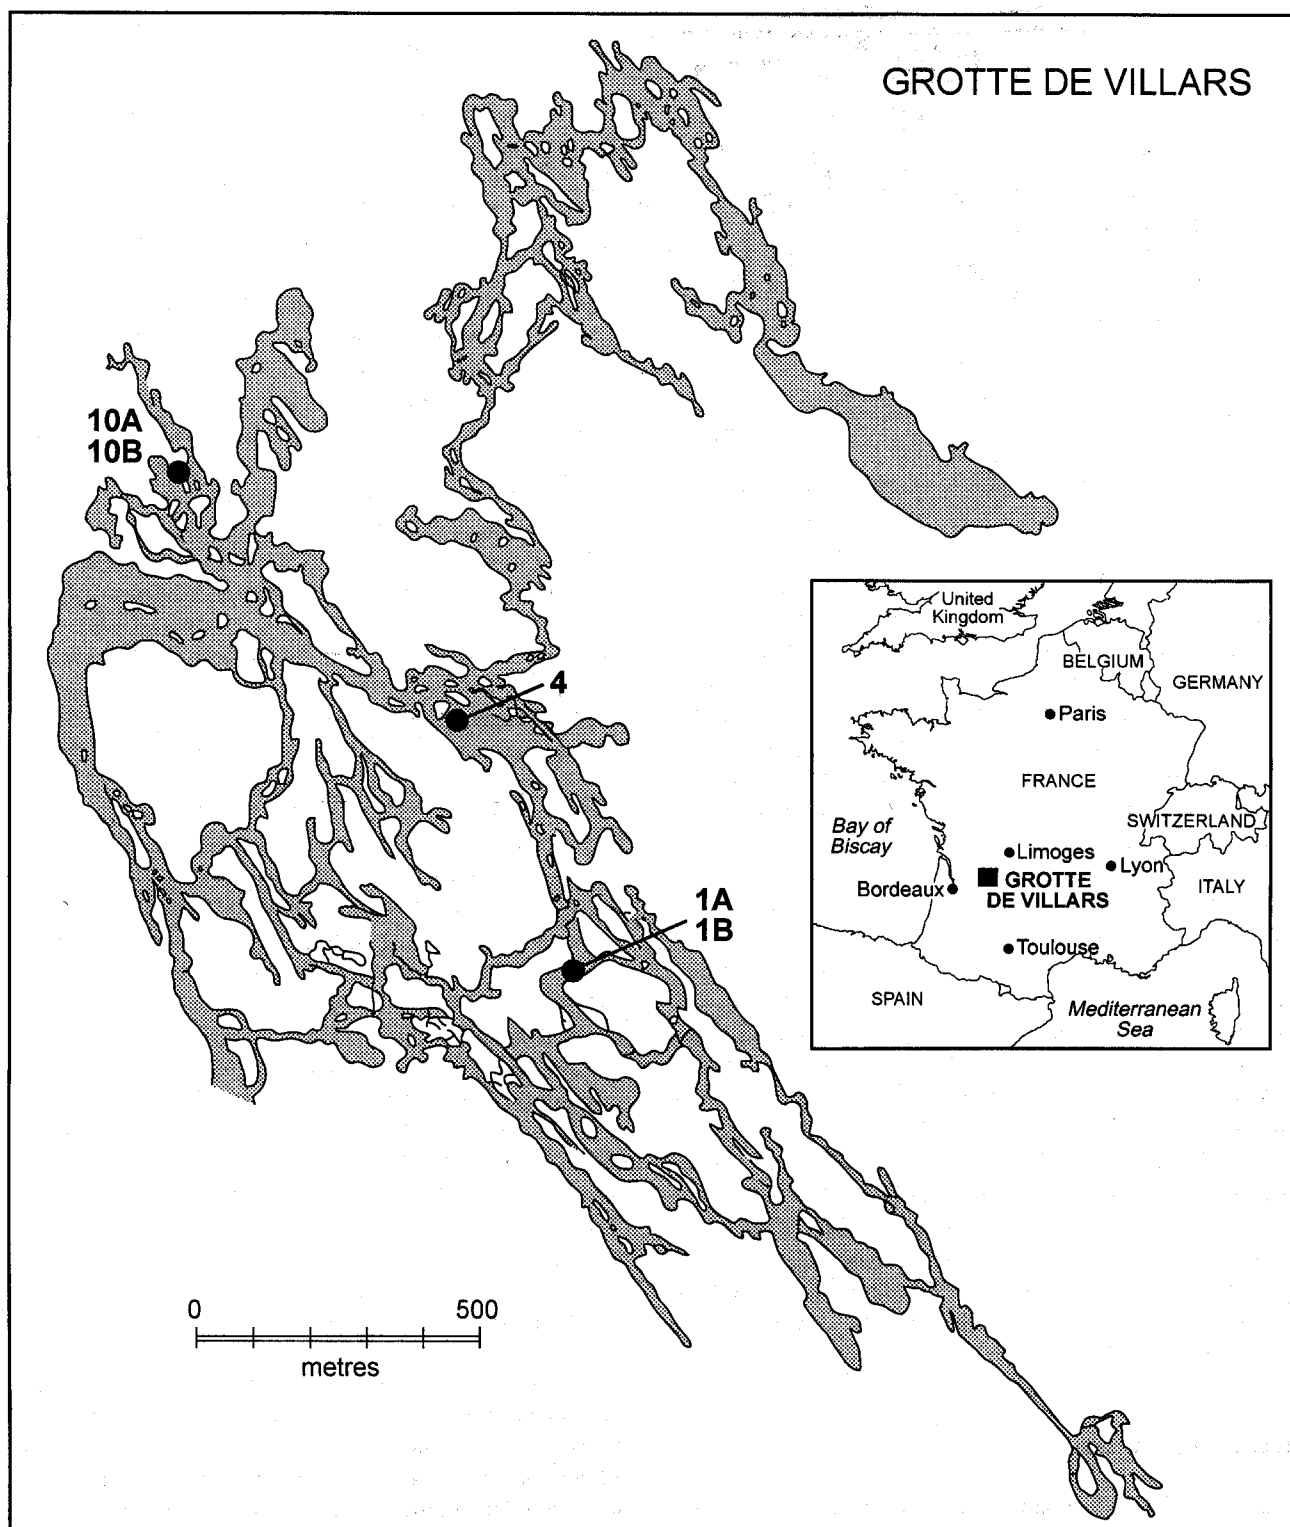 GROTTE DE VILLARS
10A
10B
4
1A
1B
0 500
metres
United
Kingdom
BELGIUM
GERMANY
Paris
FRANCE
Bay of
Biscay
SWITZERLAND
Limoges
Lyon
GROTTE
DE VILLARS
ITALY
Bordeaux
Toulouse
SPAIN
Mediterranean
Sea